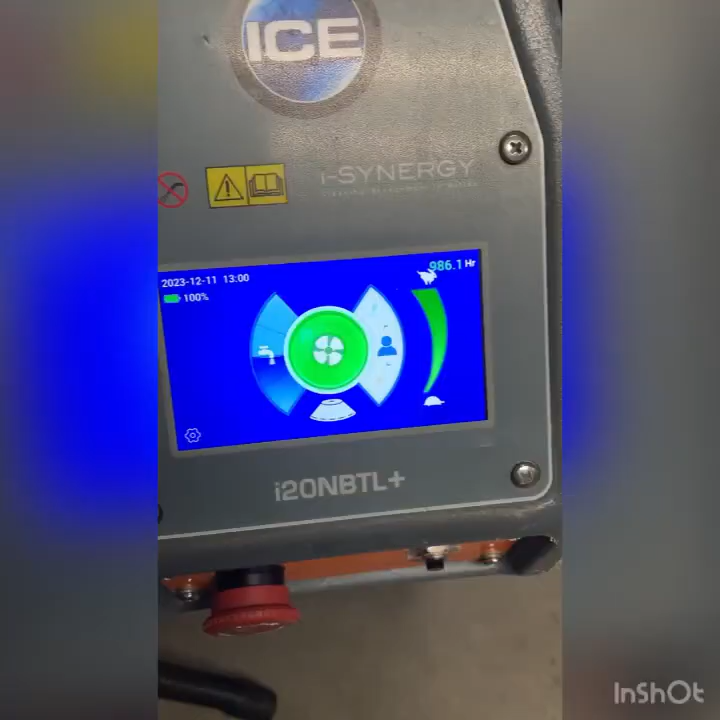 ICE
i-SYNERGY
2023-12-11 13:00
986.1 Hr
100%
i20NBTL+
InShOt